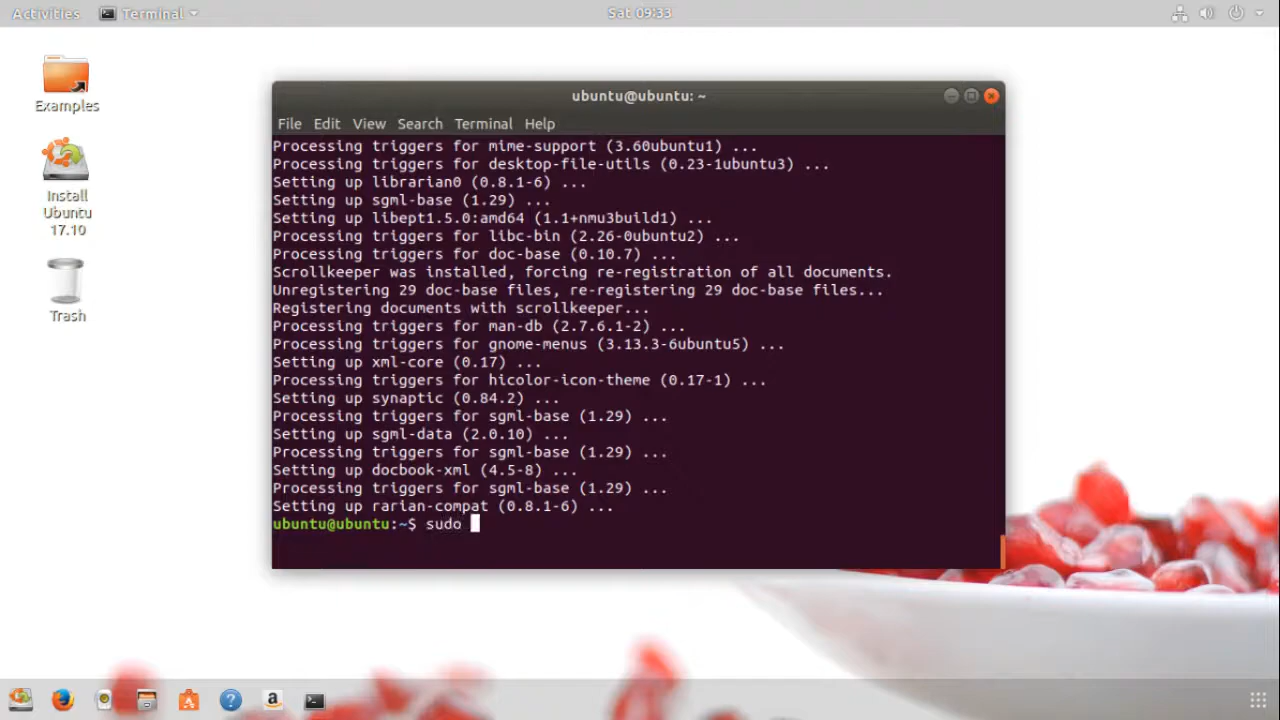 Activities Terminal Sat 09:33
Examples
Install
Ubuntu
17.10
Trash
ubuntu@ubuntu: ~
File Edit View Search Terminal Help
Processing triggers for mime-support (3.60ubuntu1) ...
Processing triggers for desktop-file-utils (0.23-1ubuntu3) ...
Setting up librarian0 (0.8.1-6) ...
Setting up sgml-base (1.29) ...
Setting up libept1.5.0:amd64 (1.1+nmu3build1) ...
Processing triggers for libc-bin (2.26-0ubuntu2) ...
Processing triggers for doc-base (0.10.7) ...
Scrollkeeper was installed, forcing re-registration of all documents.
Unregistering 29 doc-base files, re-registering 29 doc-base files...
Registering documents with scrollkeeper...
Processing triggers for man-db (2.7.6.1-2) ...
Processing triggers for gnome-menus (3.13.3-6ubuntu5) ...
Setting up xml-core (0.17) ...
Processing triggers for hicolor-icon-theme (0.17-1) ...
Setting up synaptic (0.84.2) ...
Processing triggers for sgml-base (1.29) ...
Setting up sgml-data (2.0.10) ...
Processing triggers for sgml-base (1.29) ...
Setting up docbook-xml (4.5-8) ...
Processing triggers for sgml-base (1.29) ...
Setting up rarian-compat (0.8.1-6) ...
ubuntu@ubuntu:~$ sudo